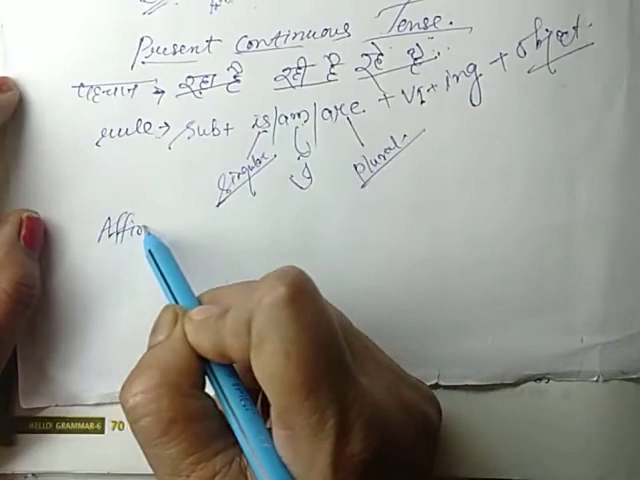 Present continuous Tense.
पहचान → रहा है रही है रहे है.
rule → Sub+ is/am/are + V1+ing + object.
Singular I Plural.
Affir
HELLO! GRAMMAR-6 70